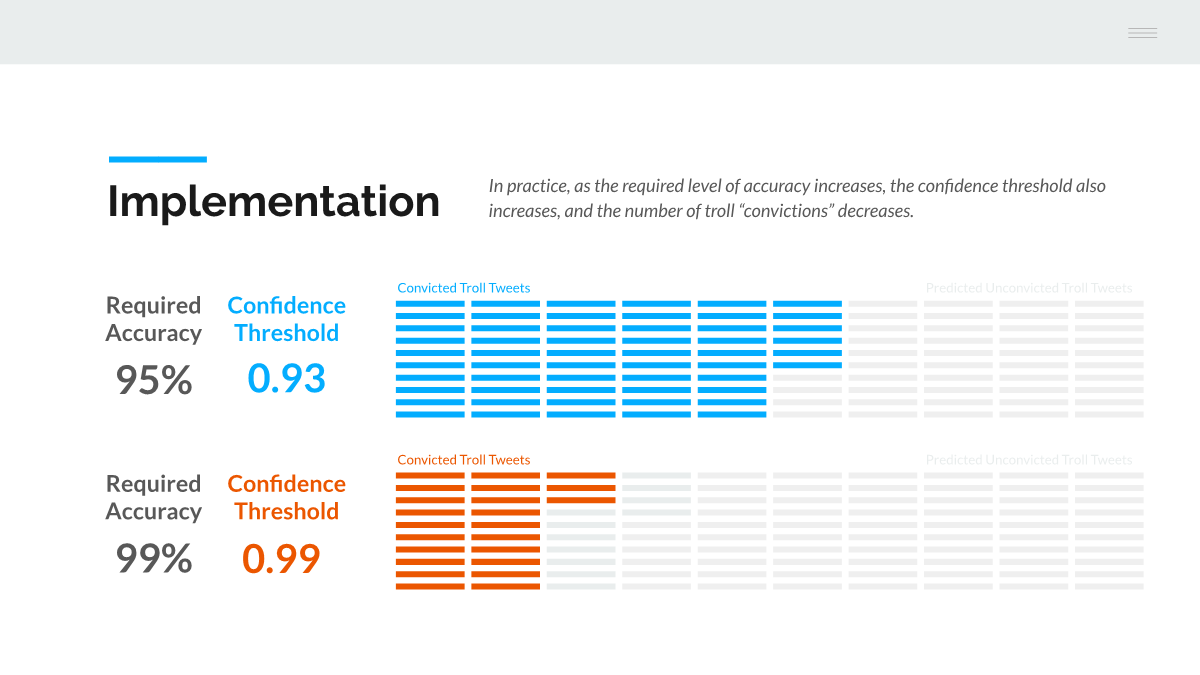 Implementation
In practice, as the required level of accuracy increases, the confidence threshold also
increases, and the number of troll “convictions” decreases.
Required
Accuracy
95%
Confidence
Threshold
0.93
Convicted Troll Tweets
Predicted Unconvicted Troll Tweets
Required
Accuracy
99%
Confidence
Threshold
0.99
Convicted Troll Tweets
Predicted Unconvicted Troll Tweets